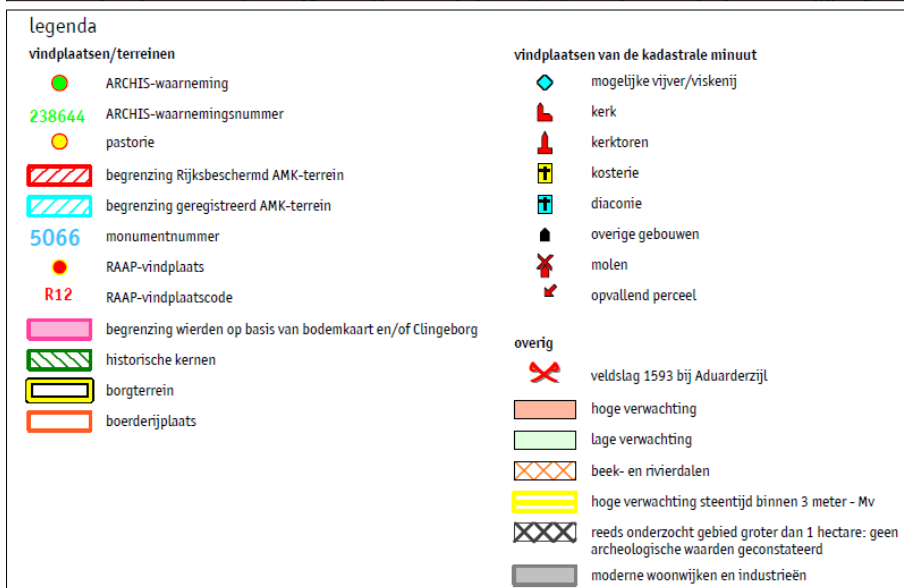 legenda
vindplaatsen/terreinen
ARCHIS-waarneming
238644 ARCHIS-waarnemingsnummer
pastorie
begrenzing Rijksbeschermd AMK-terrein
begrenzing geregistreerd AMK-terrein
5066 monumentnummer
RAAP-vindplaats
R12 RAAP-vindplaatscode
begrenzing wierden op basis van bodemkaart en/of Clingeborg
historische kernen
borgterrein
boerderijplaats
vindplaatsen van de kadastrale minuut
mogelijke vijver/viskenij
kerk
kerktoren
kosterie
diaconie
overige gebouwen
molen
opvallend perceel
overig
veldslag 1593 bij Aduarderzijl
hoge verwachting
lage verwachting
beek- en rivierdalen
hoge verwachting steentijd binnen 3 meter - Mv
reeds onderzocht gebied groter dan 1 hectare: geen
archeologische waarden geconstateerd
moderne woonwijken en industrieën